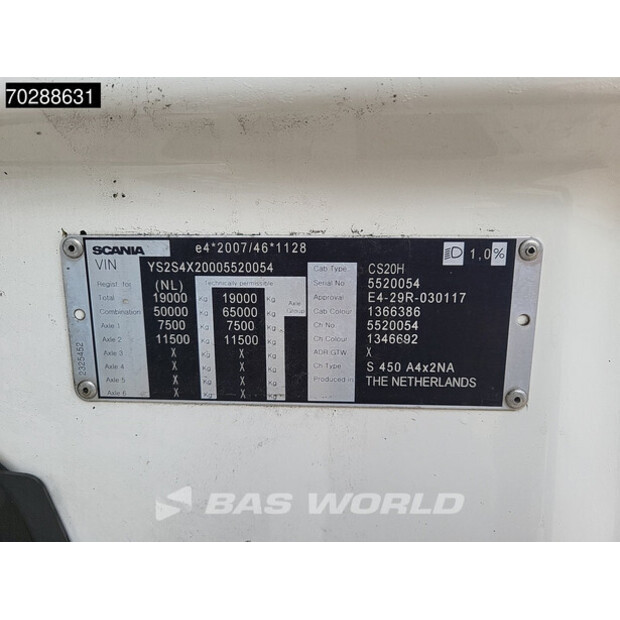 70288631
SCANIA e4*2007/46*1128 1,0%
VIN YS2S4X20005520054 Cab Type CS20H
Regist. for (NL) Technically permissible Serial No 5520054
Total 19000 Kg 19000 Kg Axle Group Approval E4-29R-030117
Combination 50000 Kg 65000 Kg Cab Colour 1366386
Axle 1 7500 Kg 7500 Kg Ch No 5520054
Axle 2 11500 Kg 11500 Kg Ch Colour 1346692
Axle 3 X Kg X Kg ADR GTW X
Axle 4 X Kg X Kg Ch Type S 450 A4x2NA
Axle 5 X Kg X Kg Produced in THE NETHERLANDS
Axle 6 X Kg X Kg
2325452
BAS WORLD